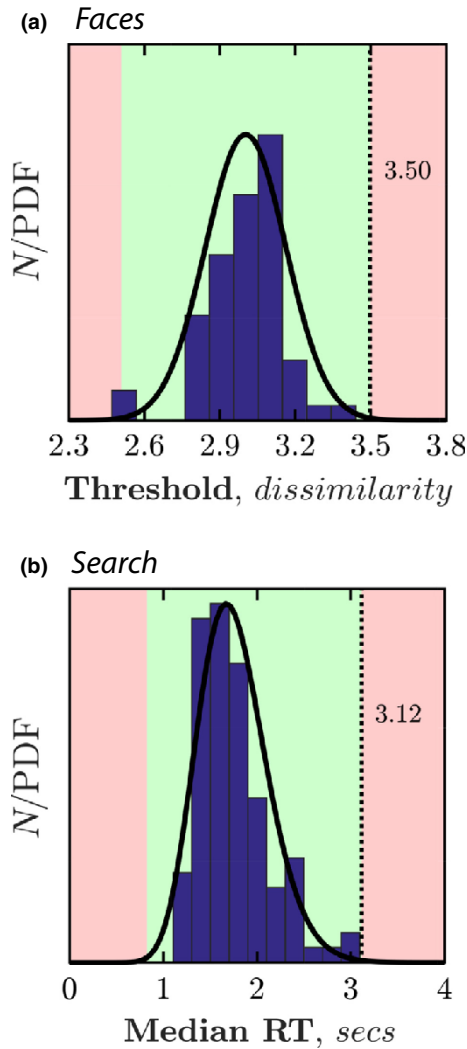 (a) Faces
N/PDF
3.50
2.3 2.6 2.9 3.2 3.5 3.8
Threshold, dissimilarity
(b) Search
N/PDF
3.12
0 1 2 3 4
Median RT, secs